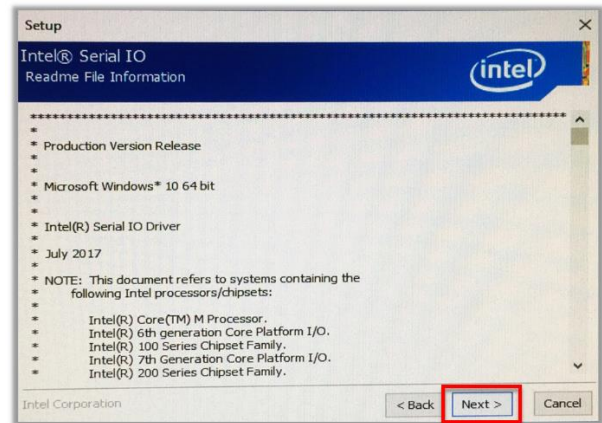 Setup
Intel® Serial IO
Readme File Information
intel
******************************************************************************
*
* Production Version Release
*
*
* Microsoft Windows* 10 64 bit
*
*
* Intel(R) Serial IO Driver
*
* July 2017
*
* NOTE: This document refers to systems containing the
* following Intel processors/chipsets:
*
* Intel(R) Core(TM) M Processor.
* Intel(R) 6th generation Core Platform I/O.
* Intel(R) 100 Series Chipset Family.
* Intel(R) 7th Generation Core Platform I/O.
* Intel(R) 200 Series Chipset Family.
Intel Corporation
< Back
Next >
Cancel